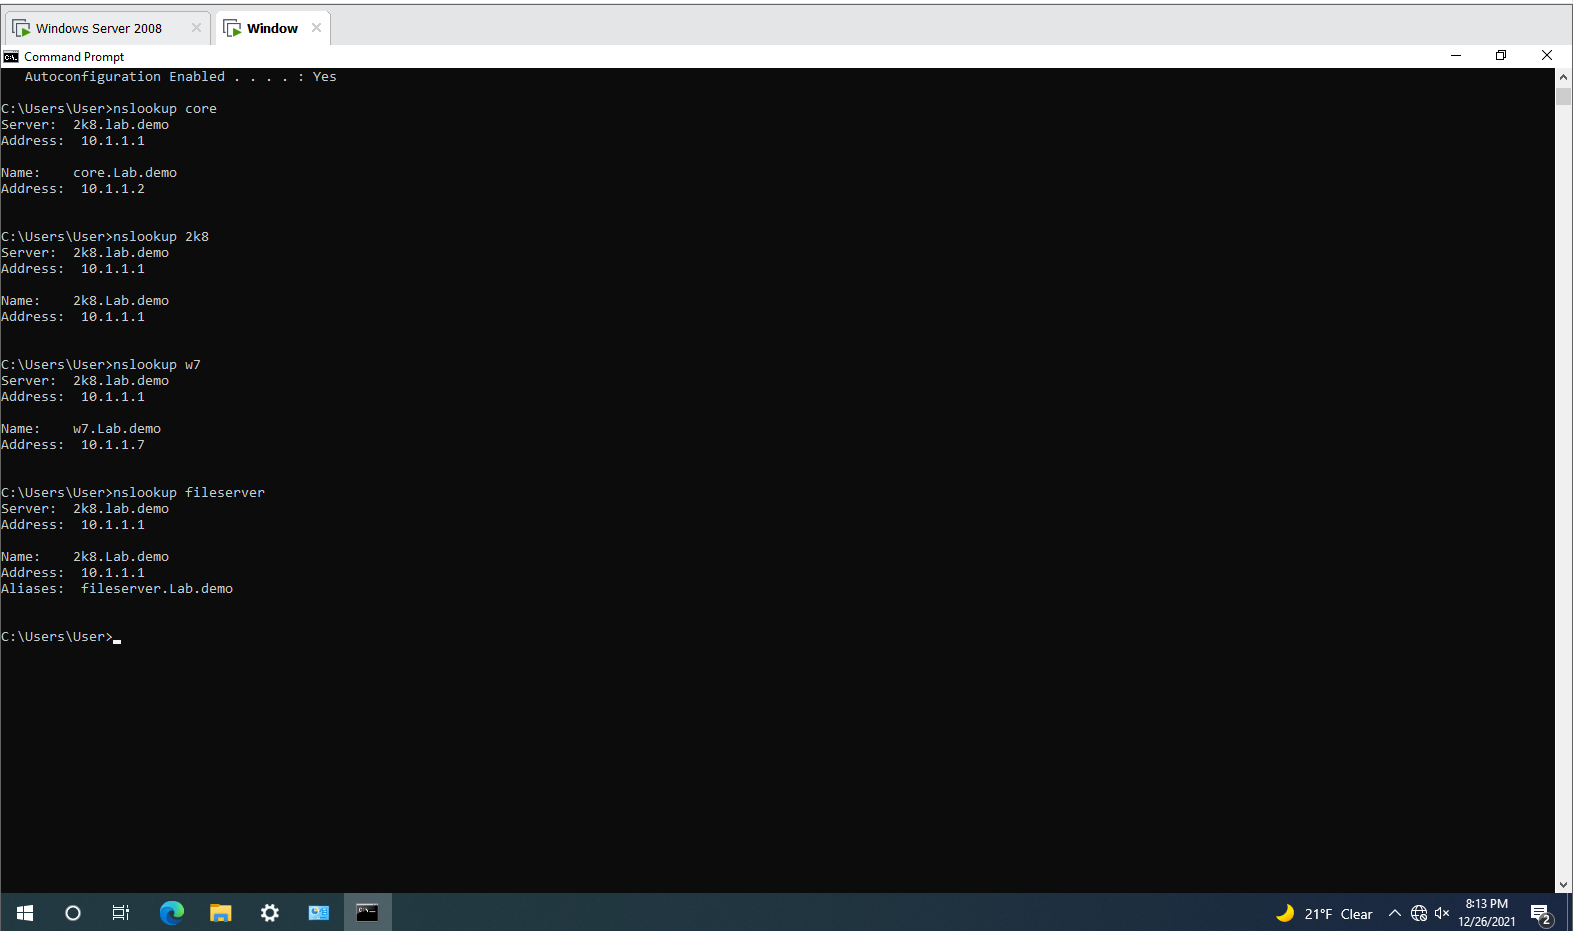 Windows Server 2008
Window
Command Prompt
Autoconfiguration Enabled . . . . : Yes
C:\Users\User>nslookup core
Server:  2k8.lab.demo
Address:  10.1.1.1
Name:    core.Lab.demo
Address:  10.1.1.2
C:\Users\User>nslookup 2k8
Server:  2k8.lab.demo
Address:  10.1.1.1
Name:    2k8.Lab.demo
Address:  10.1.1.1
C:\Users\User>nslookup w7
Server:  2k8.lab.demo
Address:  10.1.1.1
Name:    w7.Lab.demo
Address:  10.1.1.7
C:\Users\User>nslookup fileserver
Server:  2k8.lab.demo
Address:  10.1.1.1
Name:    2k8.Lab.demo
Address:  10.1.1.1
Aliases:  fileserver.Lab.demo
C:\Users\User>
21°F Clear
8:13 PM
12/26/2021
2